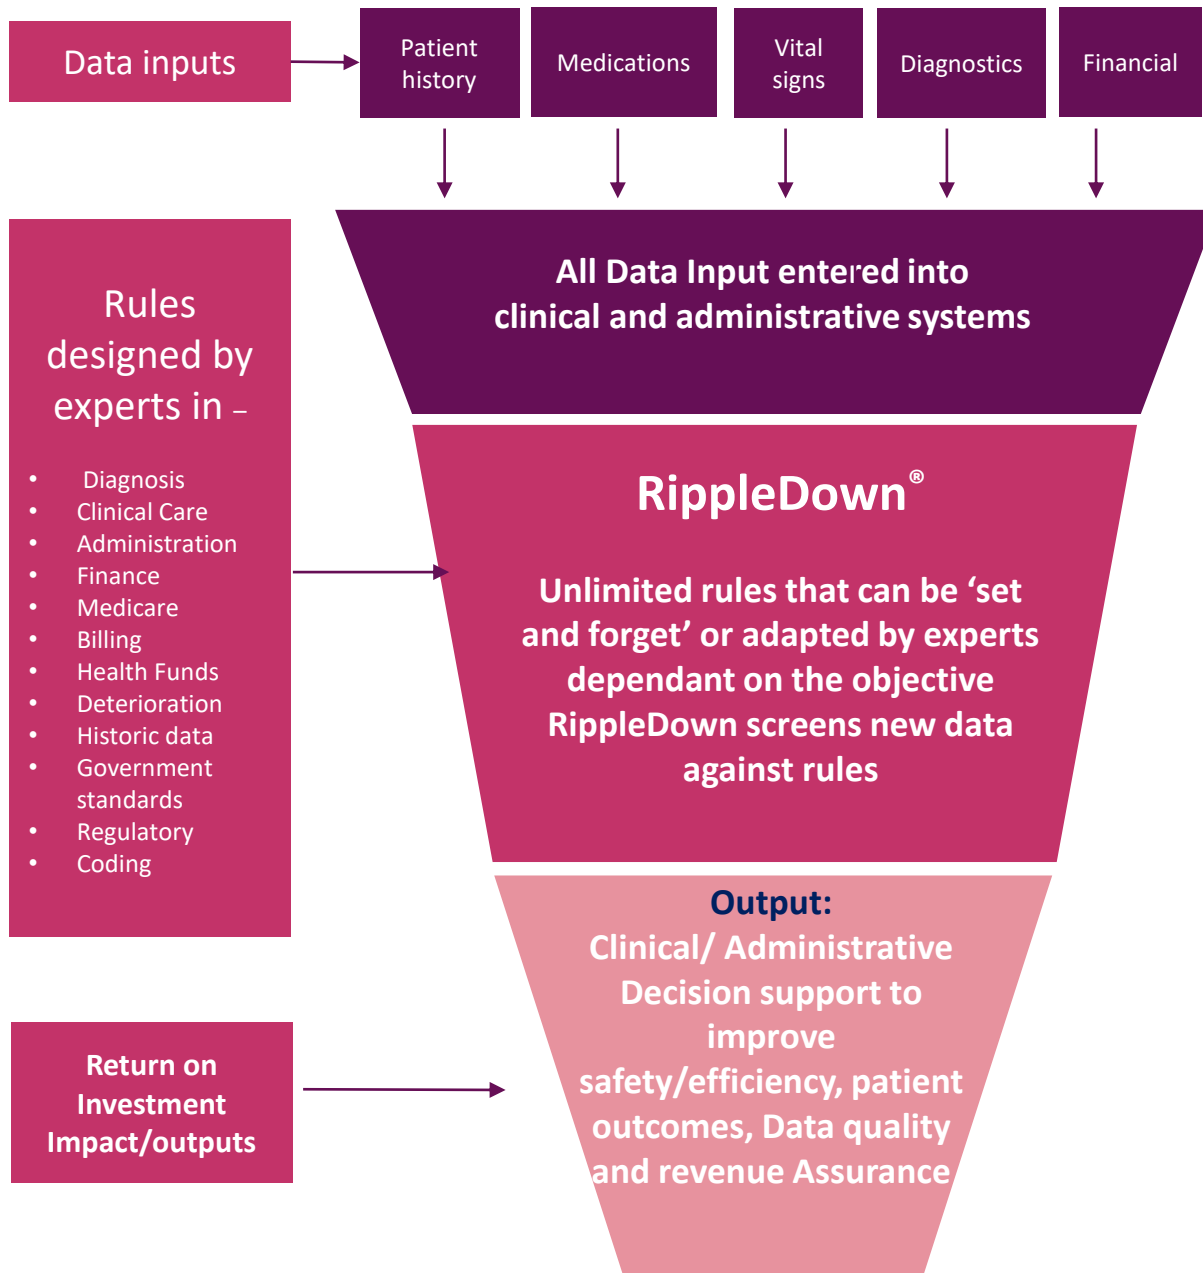 Data inputs
Patient
history
Medications
Vital
signs
Diagnostics
Financial
All Data Input entered into
clinical and administrative systems
Rules
designed by
experts in –
• Diagnosis
• Clinical Care
• Administration
• Finance
• Medicare
• Billing
• Health Funds
• Deterioration
• Historic data
• Government
standards
• Regulatory
• Coding
RippleDown®
Unlimited rules that can be ‘set
and forget’ or adapted by experts
dependant on the objective
RippleDown screens new data
against rules
Return on
Investment
Impact/outputs
Output:
Clinical/ Administrative
Decision support to
improve
safety/efficiency, patient
outcomes, Data quality
and revenue Assurance